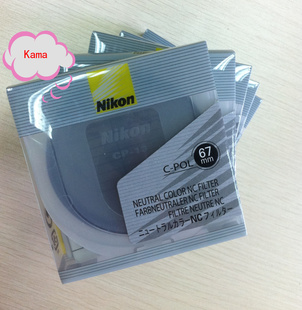 Kama
Nikon
Nikon
C-POL
67
mm
NEUTRAL COLOR NC FILTER
FARBNEUTRALER NC FILTER
FILTRE NEUTRE NC
ニュートラルカラーNCフィルター